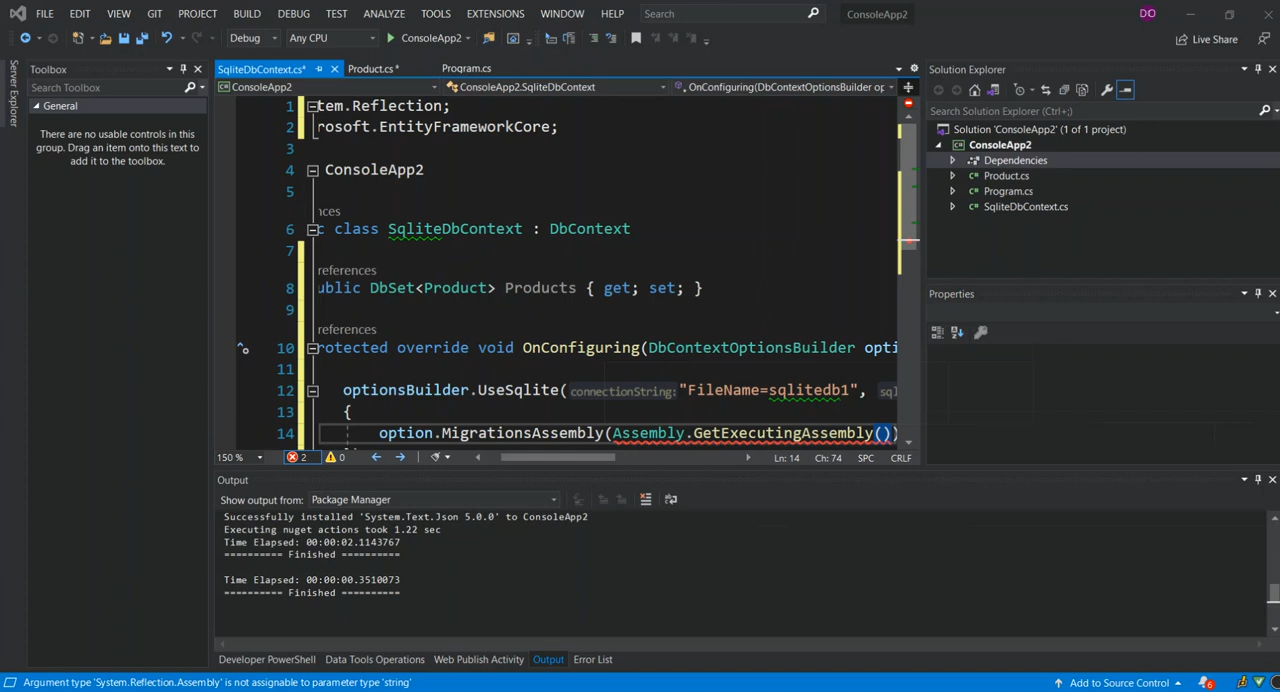 FILE EDIT VIEW GIT PROJECT BUILD DEBUG TEST ANALYZE TOOLS EXTENSIONS WINDOW HELP Search ConsoleApp2 DO
Debug Any CPU ConsoleApp2 Live Share
Server Explorer
Toolbox
Search Toolbox
General
There are no usable controls in this
group. Drag an item onto this text to
add it to the toolbox.
SqliteDbContext.cs* Product.cs* Program.cs
ConsoleApp2 ConsoleApp2.SqliteDbContext OnConfiguring(DbContextOptionsBuilder op
1 tem.Reflection;
2 rosoft.EntityFrameworkCore;
3
4 ConsoleApp2
5
nces
6 c class SqliteDbContext : DbContext
7
references
8 ublic DbSet<Product> Products { get; set; }
9
references
10 rotected override void OnConfiguring(DbContextOptionsBuilder opti
11
12 optionsBuilder.UseSqlite( connectionString: "FileName=sqlitedb1", sql
13 {
14 option.MigrationsAssembly(Assembly.GetExecutingAssembly())
150 % 2 0 Ln: 14 Ch: 74 SPC CRLF
Solution Explorer
Search Solution Explorer (Ctrl+;)
Solution 'ConsoleApp2' (1 of 1 project)
ConsoleApp2
Dependencies
Product.cs
Program.cs
SqliteDbContext.cs
Properties
Output
Show output from: Package Manager
Successfully installed 'System.Text.Json 5.0.0' to ConsoleApp2
Executing nuget actions took 1.22 sec
Time Elapsed: 00:00:02.1143767
========== Finished ==========
Time Elapsed: 00:00:00.3510073
========== Finished ==========
Developer PowerShell Data Tools Operations Web Publish Activity Output Error List
Argument type 'System.Reflection.Assembly' is not assignable to parameter type 'string' Add to Source Control 6